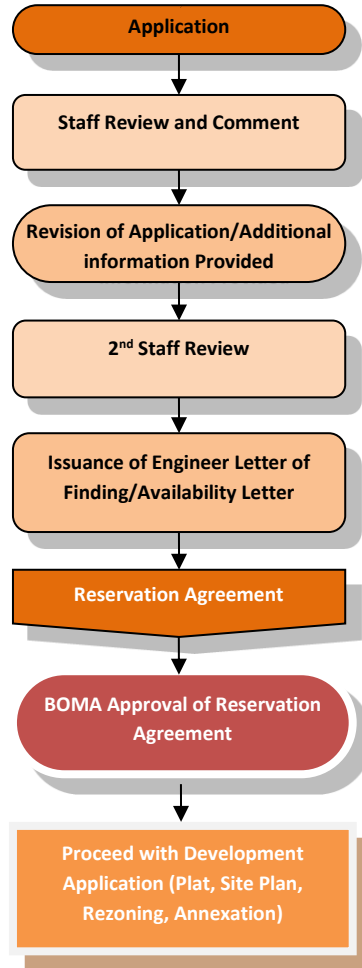 Application
Staff Review and Comment
Revision of Application/Additional
information Provided
2nd Staff Review
Issuance of Engineer Letter of
Finding/Availability Letter
Reservation Agreement
BOMA Approval of Reservation
Agreement
Proceed with Development
Application (Plat, Site Plan,
Rezoning, Annexation)